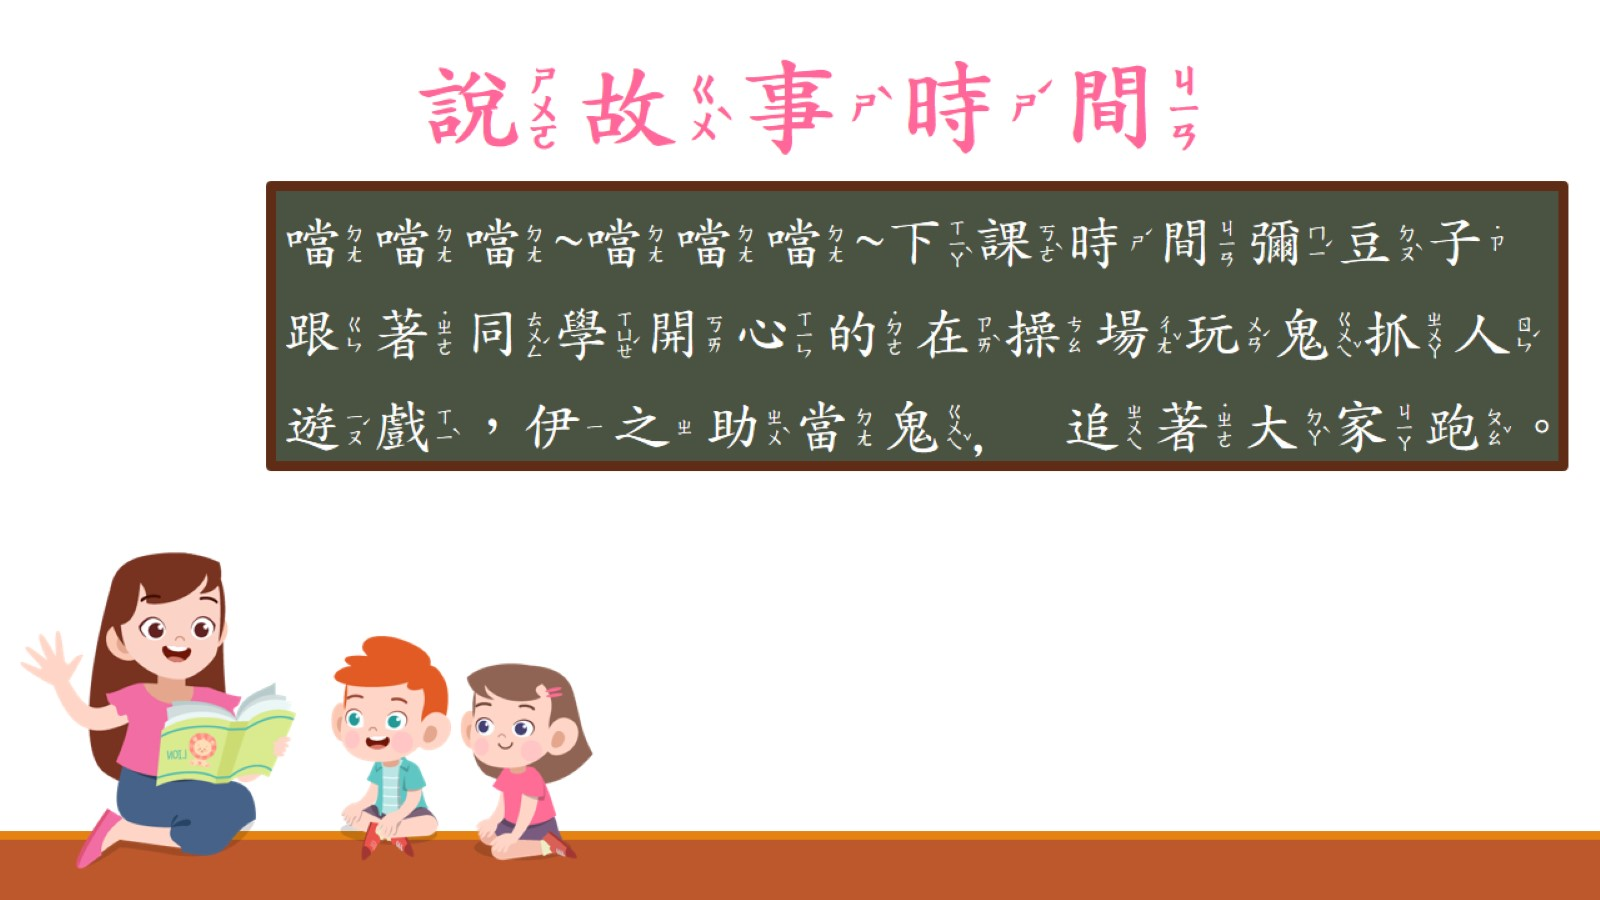 說故事時間
噹噹噹~噹噹噹~下課時間彌豆子
跟著同學開心的在操場玩鬼抓人
遊戲，伊之助當鬼, 追著大家跑。
LION